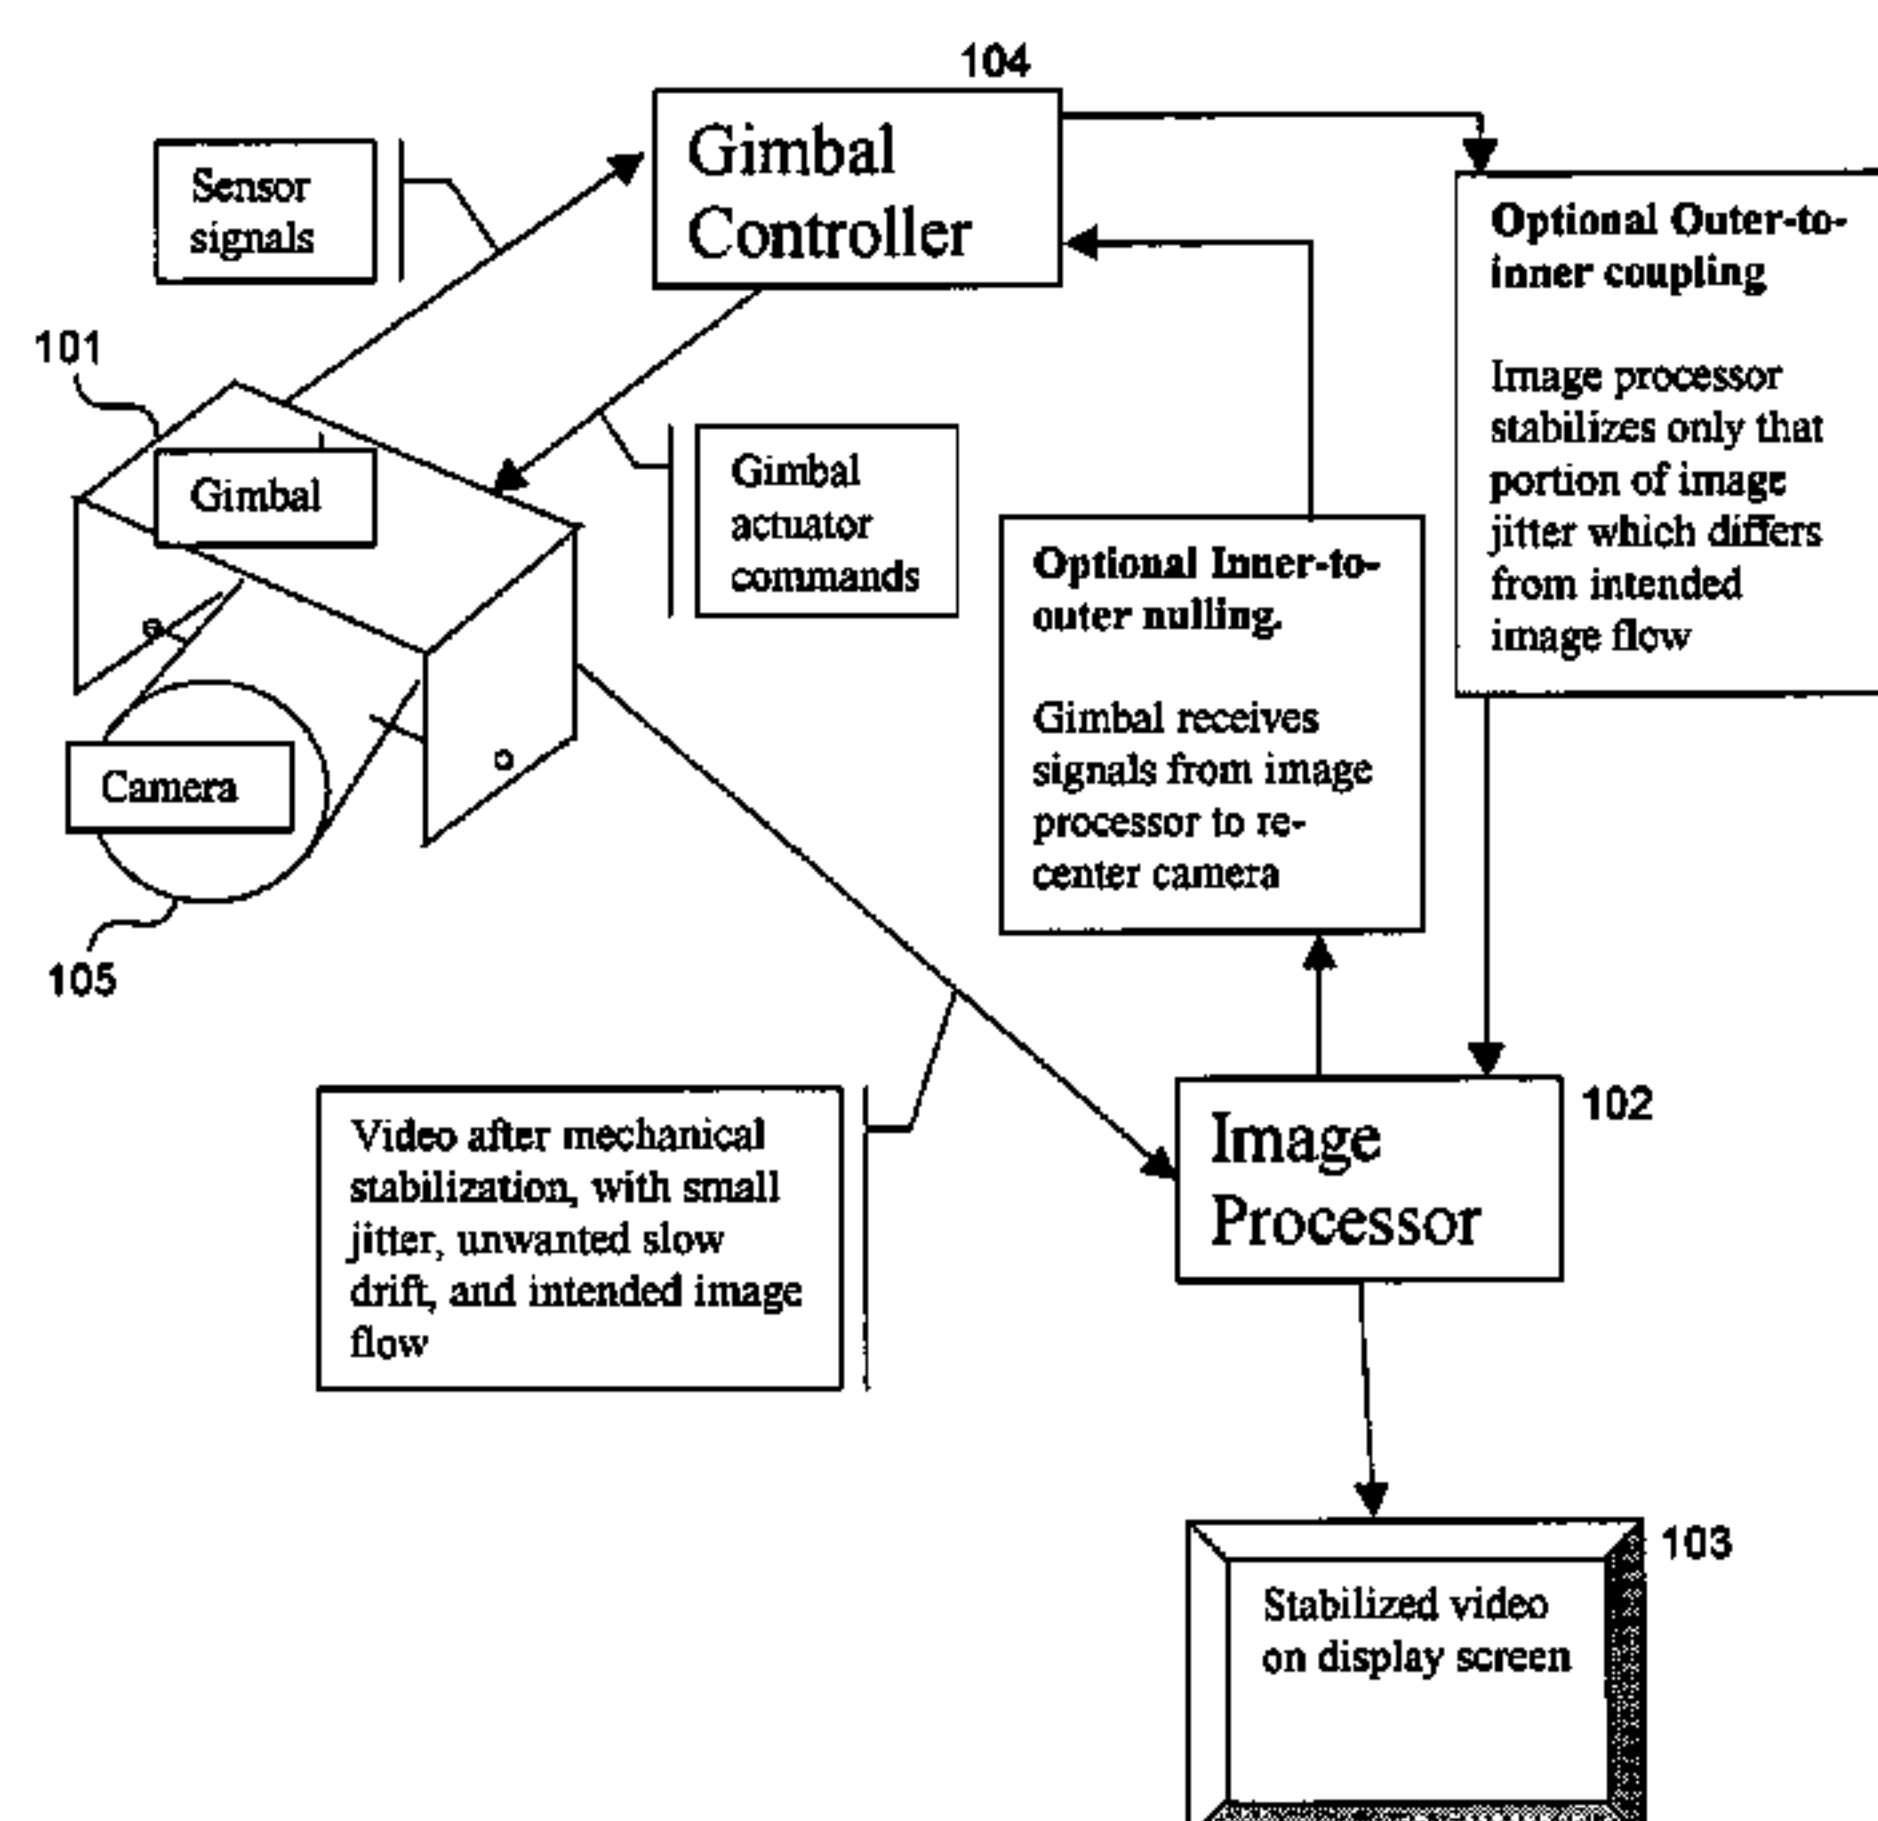 104
Gimbal
Controller
Sensor
signals
Optional Outer-to-
inner coupling
Image processor
stabilizes only that
portion of image
jitter which differs
from intended
image flow
101
Gimbal
Gimbal
actuator
commands
Optional Inner-to-
outer nulling.
Gimbal receives
signals from image
processor to re-
center camera
Camera
105
Video after mechanical
stabilization, with small
jitter, unwanted slow
drift, and intended image
flow
102
Image
Processor
103
Stabilized video
on display screen